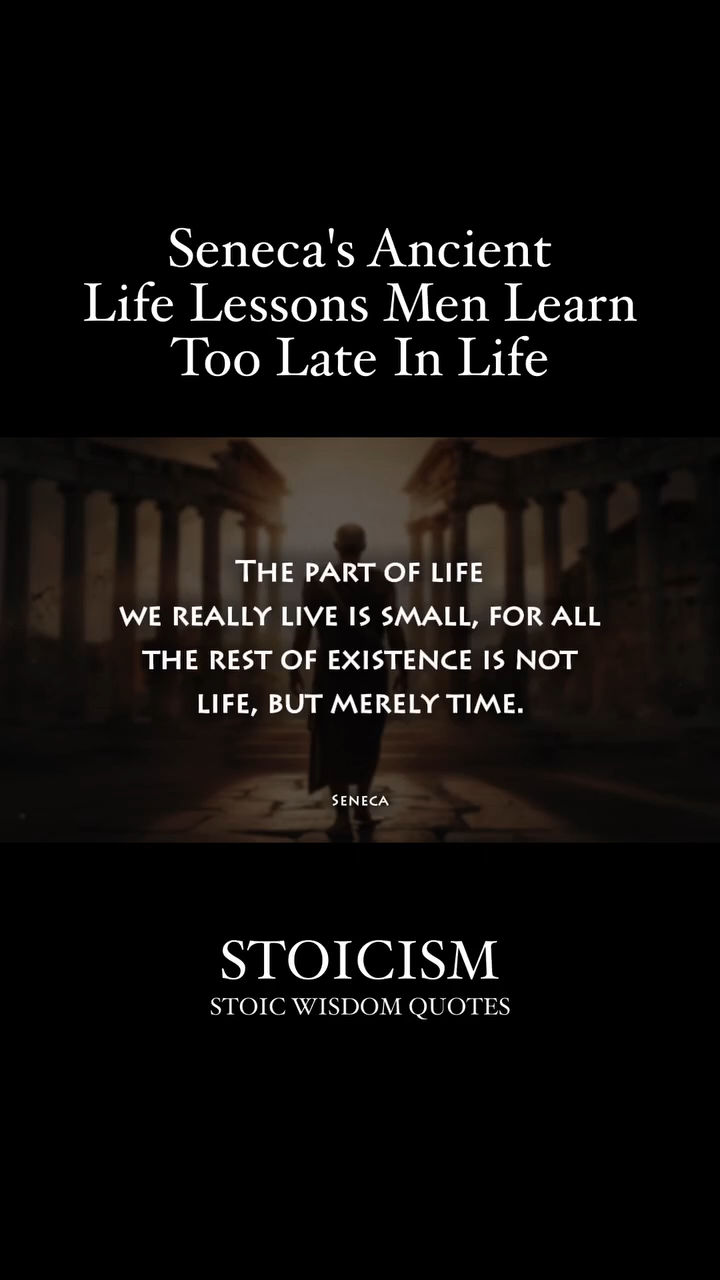 Seneca's Ancient
Life Lessons Men Learn
Too Late In Life
THE PART OF LIFE
WE REALLY LIVE IS SMALL, FOR ALL
THE REST OF EXISTENCE IS NOT
LIFE, BUT MERELY TIME.
SENECA
STOICISM
STOIC WISDOM QUOTES